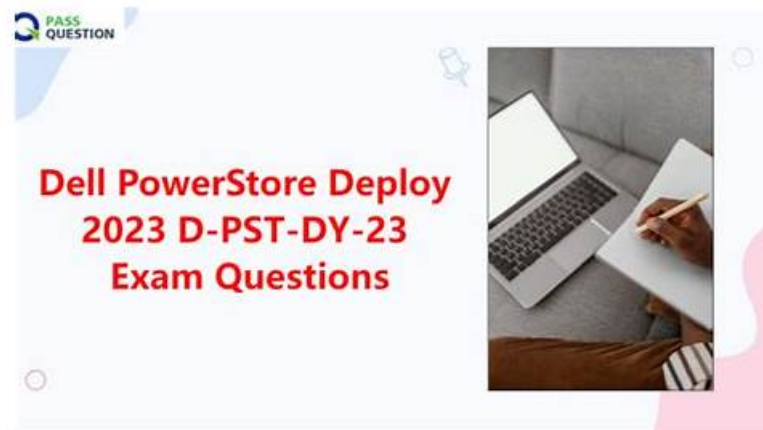 PASS
QUESTION
Dell PowerStore Deploy
2023 D-PST-DY-23
Exam Questions